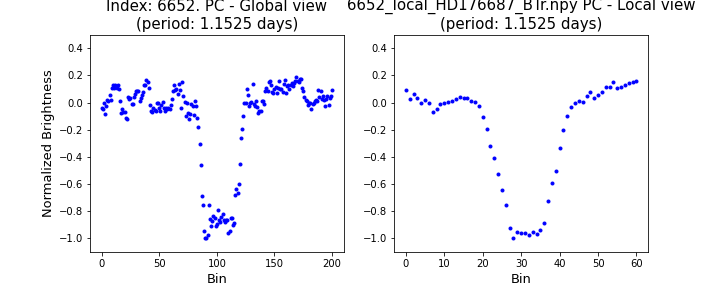 Index: 6652. PC - Global view
(period: 1.1525 days)
6652_local_HD176687_BTr.npy PC - Local view
(period: 1.1525 days)
Normalized Brightness
0.4
0.2
0.0
−0.2
−0.4
−0.6
−0.8
−1.0
0 50 100 150 200
Bin
0.4
0.2
0.0
−0.2
−0.4
−0.6
−0.8
−1.0
0 10 20 30 40 50 60
Bin